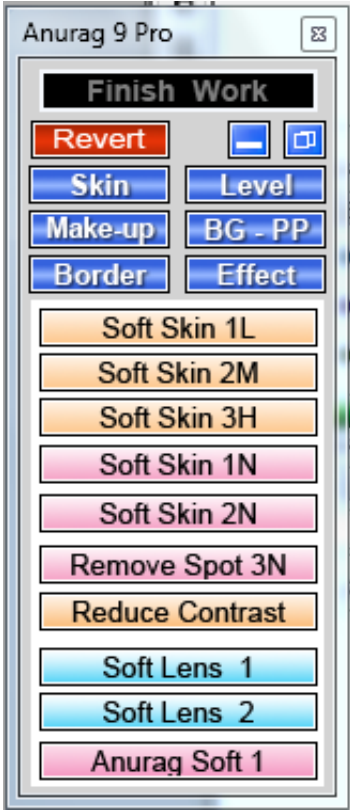 Anurag 9 Pro
Finish Work
Revert
Skin Level
Make-up BG - PP
Border Effect
Soft Skin 1L
Soft Skin 2M
Soft Skin 3H
Soft Skin 1N
Soft Skin 2N
Remove Spot 3N
Reduce Contrast
Soft Lens 1
Soft Lens 2
Anurag Soft 1